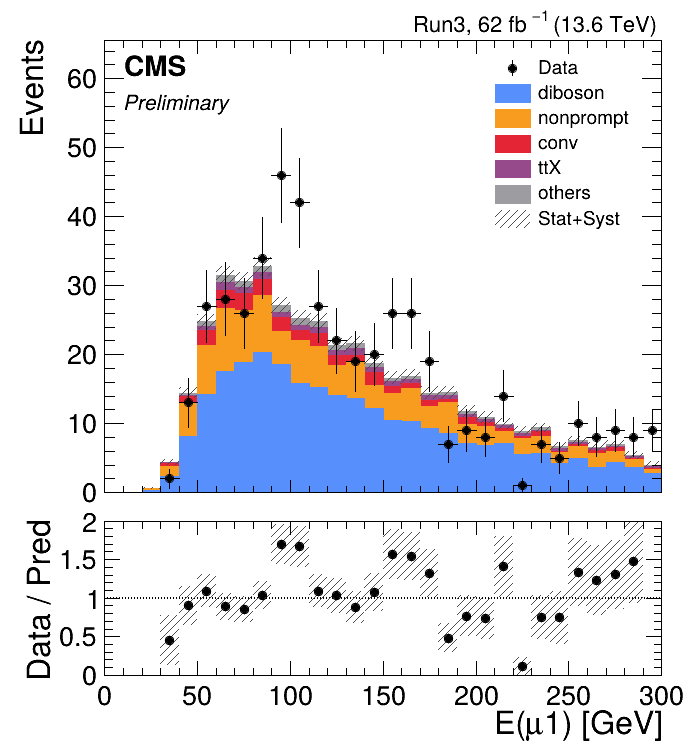 Run3, 62 fb⁻¹ (13.6 TeV)
CMS
Preliminary
Data
diboson
nonprompt
conv
ttX
others
Stat+Syst
Events
60
50
40
30
20
10
0
Data / Pred
2
1.5
1
0.5
0
0 50 100 150 200 250 300
E(μ1) [GeV]